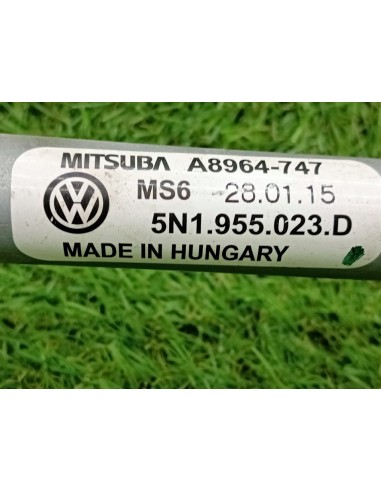 MITSUBA A8964-747
MS6 -28.01.15
5N1.955.023.D
MADE IN HUNGARY